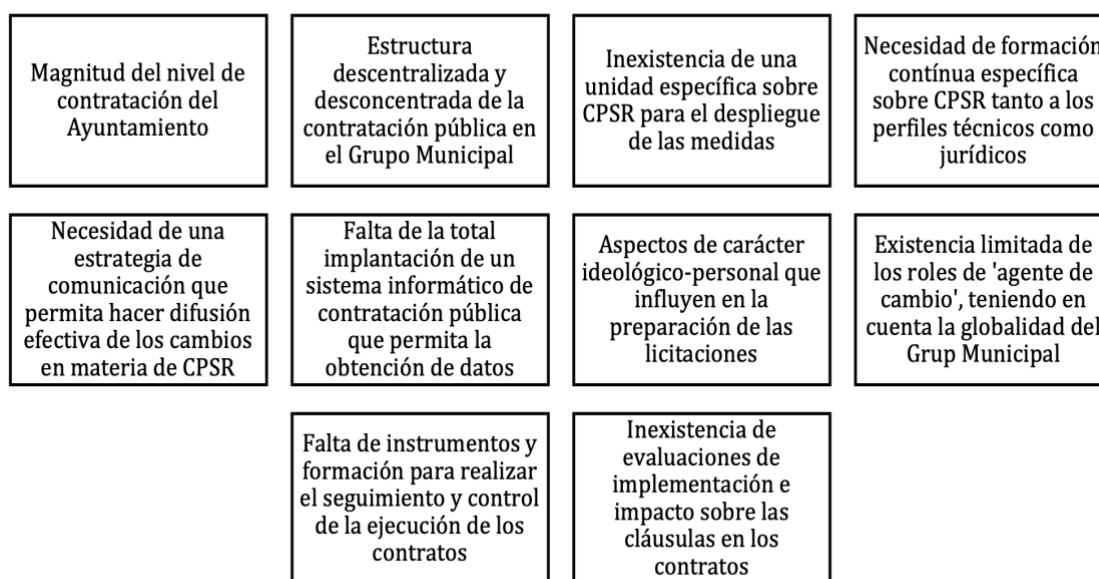 Magnitud del nivel de
contratación del
Ayuntamiento
Estructura
descentralizada y
desconcentrada de la
contratación pública en
el Grupo Municipal
Inexistencia de una
unidad específica sobre
CPSR para el despliegue
de las medidas
Necesidad de formación
contínua específica
sobre CPSR tanto a los
perfiles técnicos como
jurídicos
Necesidad de una
estrategia de
comunicación que
permita hacer difusión
efectiva de los cambios
en materia de CPSR
Falta de la total
implantación de un
sistema informático de
contratación pública
que permita la
obtención de datos
Aspectos de carácter
ideológico-personal que
influyen en la
preparación de las
licitaciones
Existencia limitada de
los roles de 'agente de
cambio', teniendo en
cuenta la globalidad del
Grup Municipal
Falta de instrumentos y
formación para realizar
el seguimiento y control
de la ejecución de los
contratos
Inexistencia de
evaluaciones de
implementación e
impacto sobre las
cláusulas en los
contratos